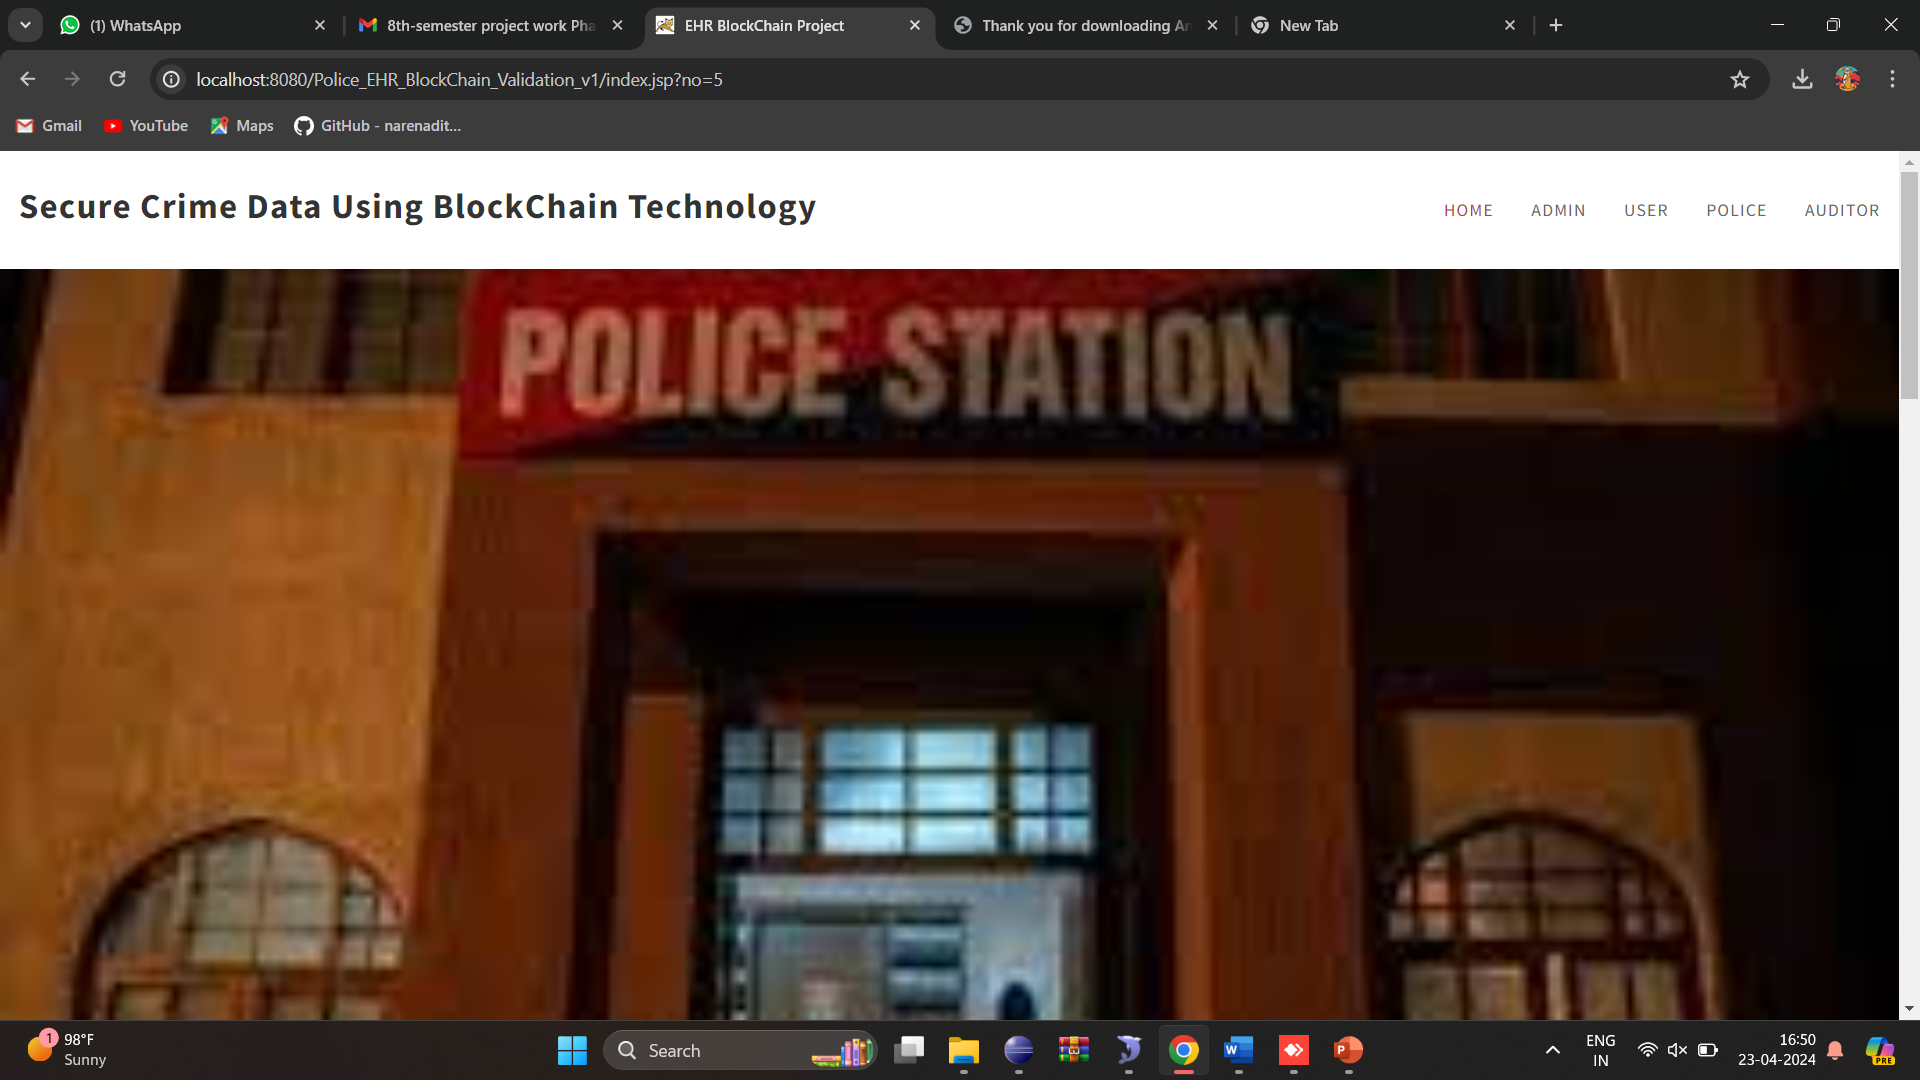 (1) WhatsApp
8th-semester project work Pha
EHR BlockChain Project
Thank you for downloading An
New Tab
localhost:8080/Police_EHR_BlockChain_Validation_v1/index.jsp?no=5
Gmail
YouTube
Maps
GitHub - narenadit...
Secure Crime Data Using BlockChain Technology
HOME
ADMIN
USER
POLICE
AUDITOR
POLICE STATION
1
98°F
Sunny
Search
W
P
ENG
IN
16:50
23-04-2024
PRE